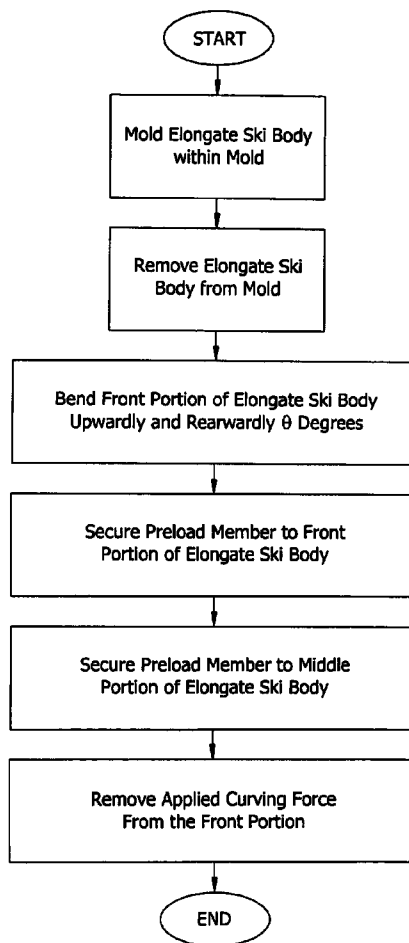 START
Mold Elongate Ski Body
within Mold
Remove Elongate Ski
Body from Mold
Bend Front Portion of Elongate Ski Body
Upwardly and Rearwardly θ Degrees
Secure Preload Member to Front
Portion of Elongate Ski Body
Secure Preload Member to Middle
Portion of Elongate Ski Body
Remove Applied Curving Force
From the Front Portion
END